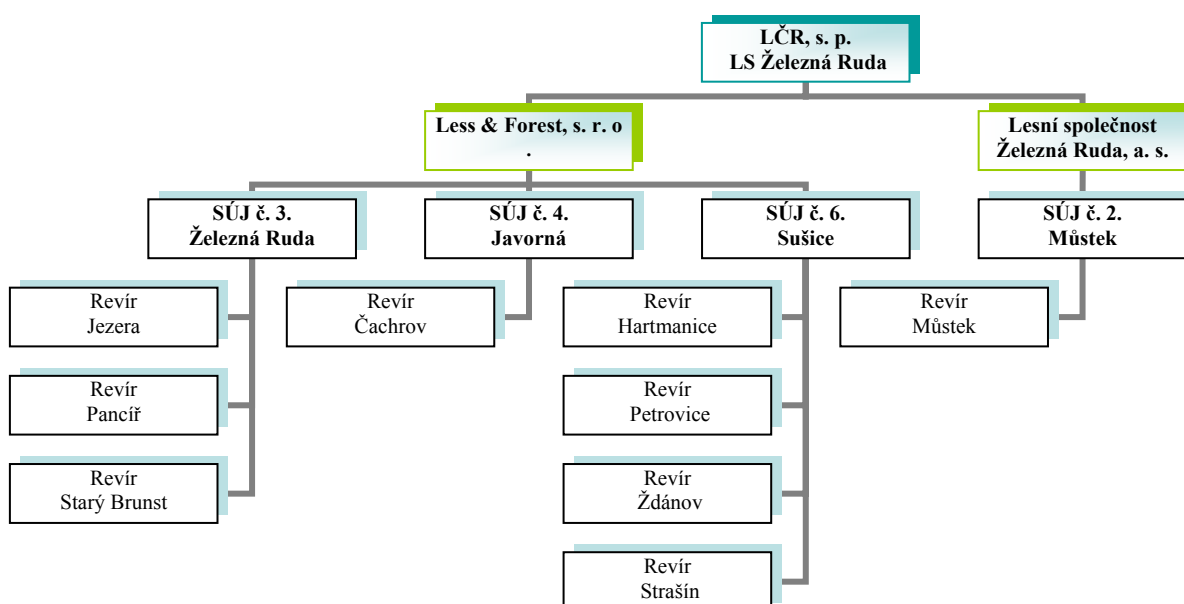 LČR, s. p.
LS Železná Ruda
Less & Forest, s. r. o
.
Lesní společnost
Železná Ruda, a. s.
SÚJ č. 3.
Železná Ruda
SÚJ č. 4.
Javorná
SÚJ č. 6.
Sušice
SÚJ č. 2.
Můstek
Revír
Jezera
Revír
Čachrov
Revír
Hartmanice
Revír
Můstek
Revír
Pancíř
Revír
Petrovice
Revír
Starý Brunst
Revír
Ždánov
Revír
Strašín